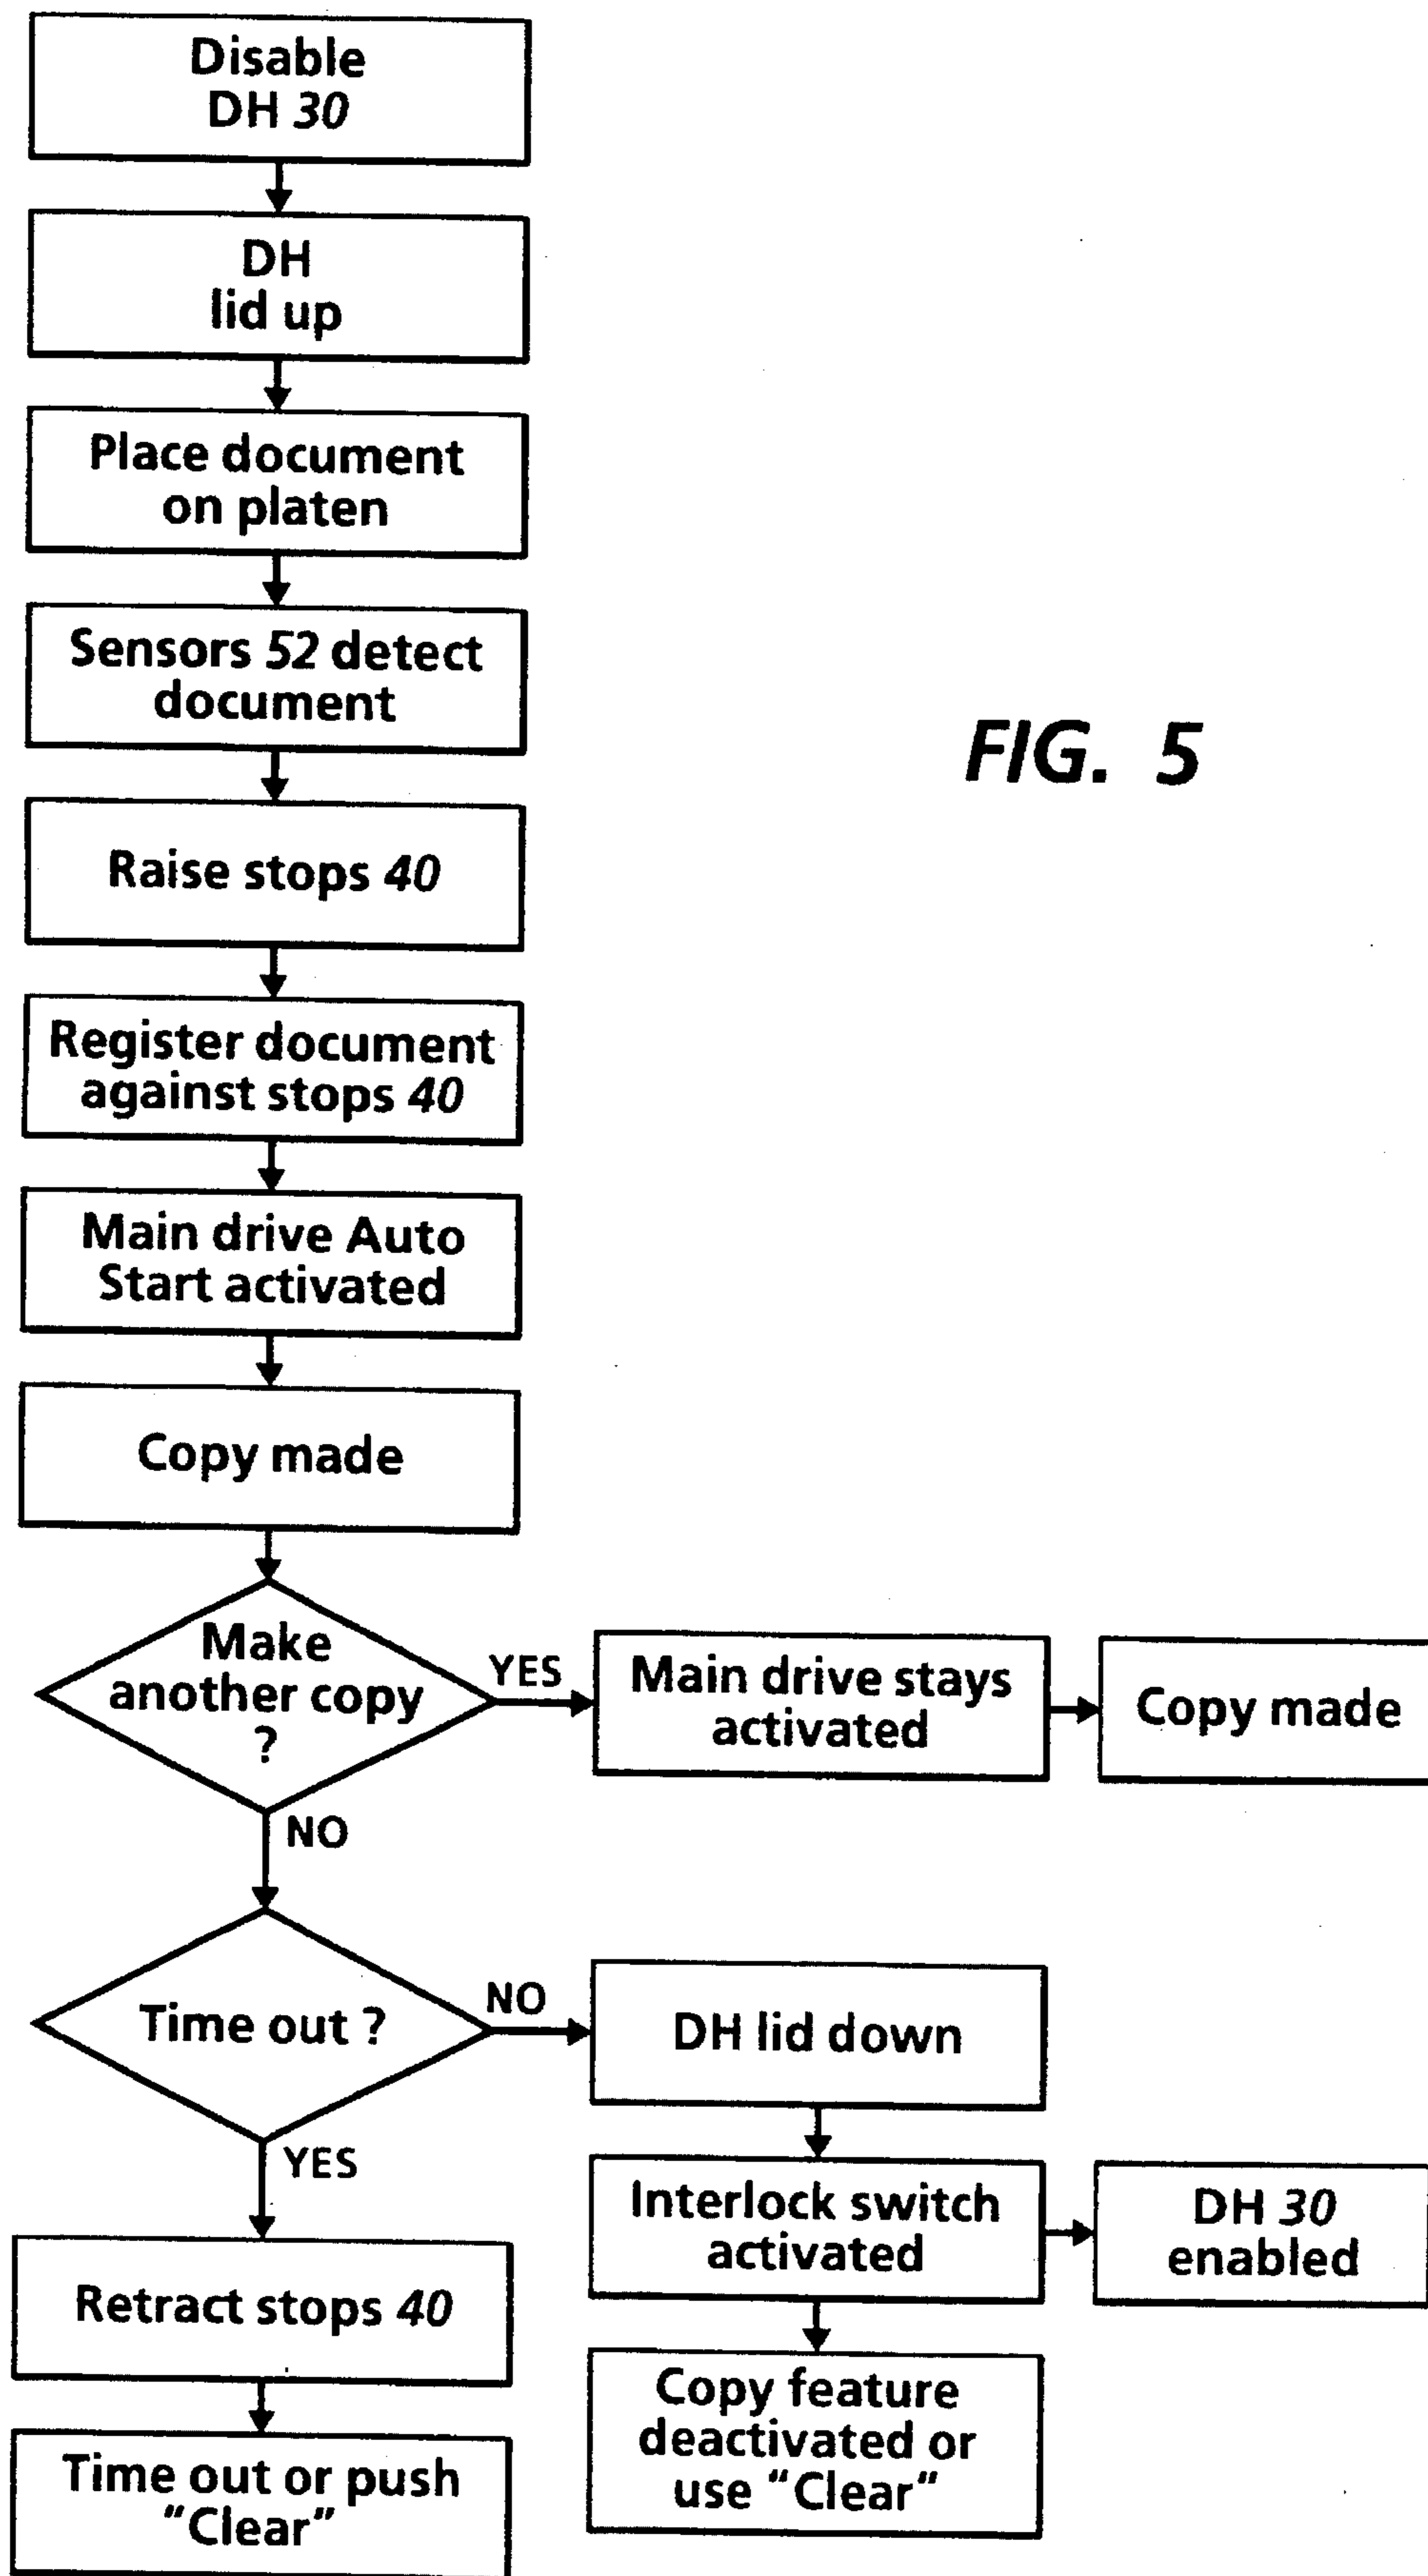 Disable
DH 30
DH
lid up
Place document
on platen
Sensors 52 detect
document
FIG. 5
Raise stops 40
Register document
against stops 40
Main drive Auto
Start activated
Copy made
Make
another copy
?
YES
Main drive stays
activated
Copy made
NO
Time out ?
NO
DH lid down
YES
Interlock switch
activated
DH 30
enabled
Retract stops 40
Copy feature
deactivated or
use "Clear"
Time out or push
"Clear"